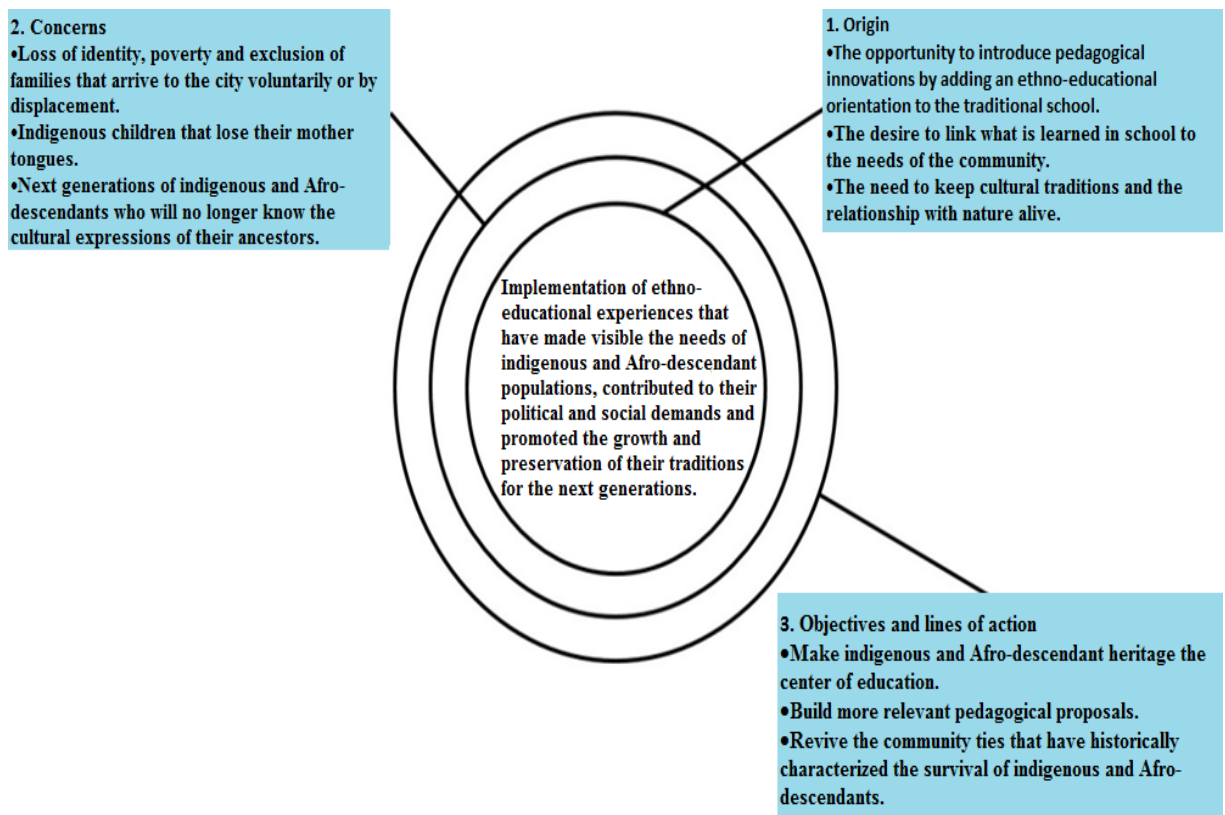 2. Concerns
•Loss of identity, poverty and exclusion of
families that arrive to the city voluntarily or by
displacement.
•Indigenous children that lose their mother
tongues.
•Next generations of indigenous and Afro-
descendants who will no longer know the
cultural expressions of their ancestors.
1. Origin
•The opportunity to introduce pedagogical
innovations by adding an ethno-educational
orientation to the traditional school.
•The desire to link what is learned in school to
the needs of the community.
•The need to keep cultural traditions and the
relationship with nature alive.
Implementation of ethno-
educational experiences that
have made visible the needs of
indigenous and Afro-descendant
populations, contributed to their
political and social demands and
promoted the growth and
preservation of their traditions
for the next generations.
3. Objectives and lines of action
•Make indigenous and Afro-descendant heritage the
center of education.
•Build more relevant pedagogical proposals.
•Revive the community ties that have historically
characterized the survival of indigenous and Afro-
descendants.